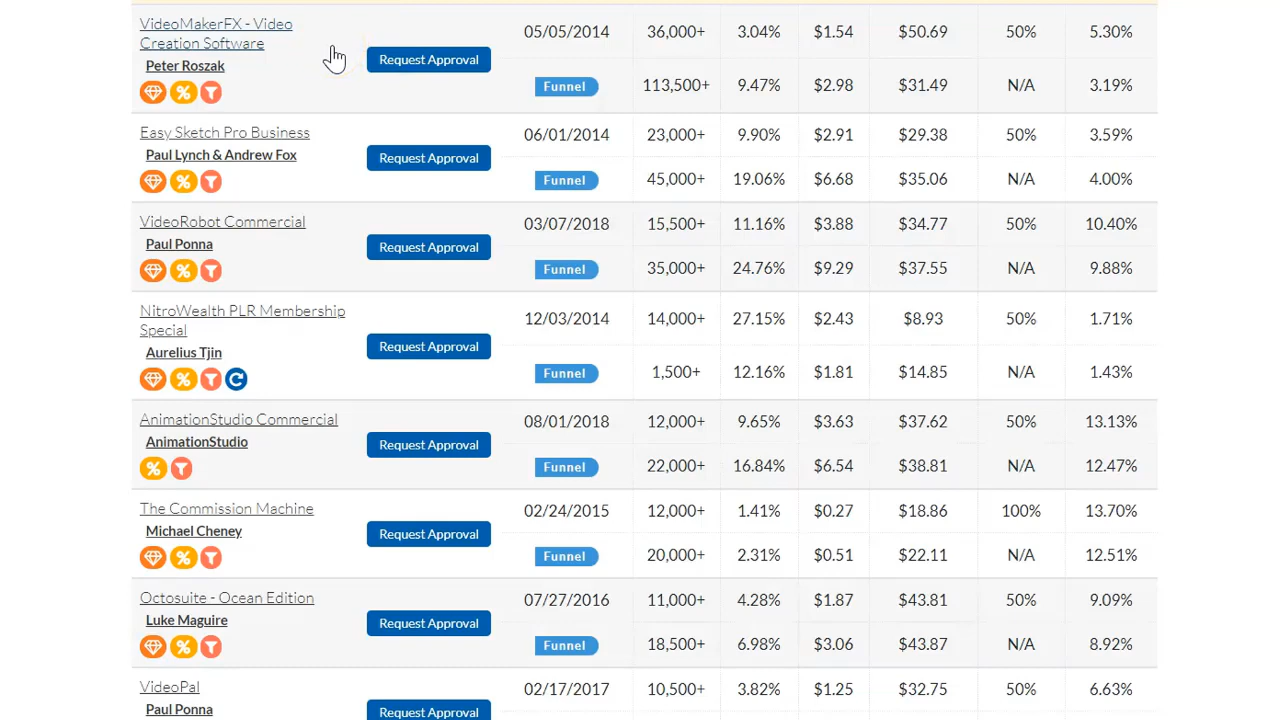 VideoMakerFX - Video
Creation Software
Peter Roszak
Request Approval
05/05/2014 36,000+ 3.04% $1.54 $50.69 50% 5.30%
Funnel 113,500+ 9.47% $2.98 $31.49 N/A 3.19%
Easy Sketch Pro Business
Paul Lynch & Andrew Fox
Request Approval
06/01/2014 23,000+ 9.90% $2.91 $29.38 50% 3.59%
Funnel 45,000+ 19.06% $6.68 $35.06 N/A 4.00%
VideoRobot Commercial
Paul Ponna
Request Approval
03/07/2018 15,500+ 11.16% $3.88 $34.77 50% 10.40%
Funnel 35,000+ 24.76% $9.29 $37.55 N/A 9.88%
NitroWealth PLR Membership
Special
Aurelius Tjin
Request Approval
12/03/2014 14,000+ 27.15% $2.43 $8.93 50% 1.71%
Funnel 1,500+ 12.16% $1.81 $14.85 N/A 1.43%
AnimationStudio Commercial
AnimationStudio
Request Approval
08/01/2018 12,000+ 9.65% $3.63 $37.62 50% 13.13%
Funnel 22,000+ 16.84% $6.54 $38.81 N/A 12.47%
The Commission Machine
Michael Cheney
Request Approval
02/24/2015 12,000+ 1.41% $0.27 $18.86 100% 13.70%
Funnel 20,000+ 2.31% $0.51 $22.11 N/A 12.51%
Octosuite - Ocean Edition
Luke Maguire
Request Approval
07/27/2016 11,000+ 4.28% $1.87 $43.81 50% 9.09%
Funnel 18,500+ 6.98% $3.06 $43.87 N/A 8.92%
VideoPal
Paul Ponna
Request Approval
02/17/2017 10,500+ 3.82% $1.25 $32.75 50% 6.63%